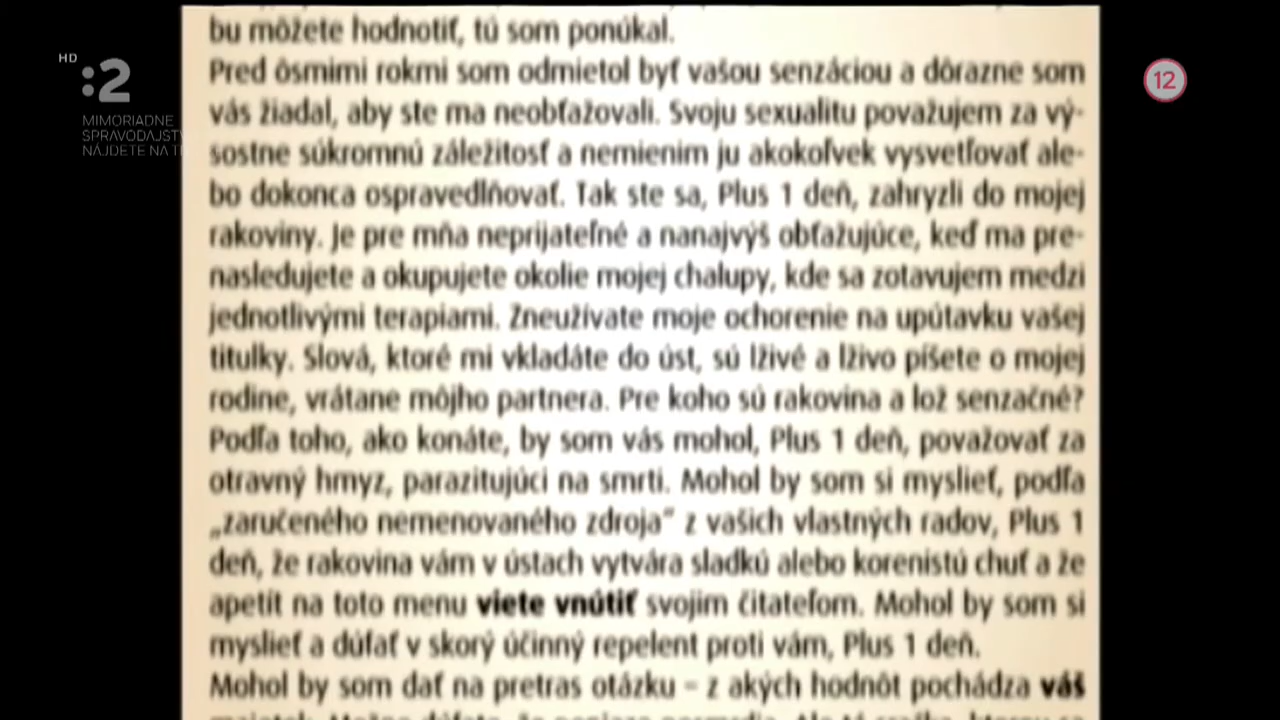 bu môžete hodnotiť, tú som ponúkal.
Pred ôsmimi rokmi som odmietol byť vašou senzáciou a dôrazne som
vás žiadal, aby ste ma neobťažovali. Svoju sexualitu považujem za vý-
sostne súkromnú záležitosť a nemienim ju akokoľvek vysvetľovať ale-
bo dokonca ospravedlňovať. Tak ste sa, Plus 1 deň, zahryzli do mojej
rakoviny. Je pre mňa neprijateľné a nanajvýš obťažujúce, keď ma pre-
nasledujete a okupujete okolie mojej chalupy, kde sa zotavujem medzi
jednotlivými terapiami. Zneužívate moje ochorenie na upútavku vašej
titulky. Slová, ktoré mi vkladáte do úst, sú lživé a lživo píšete o mojej
rodine, vrátane môjho partnera. Pre koho sú rakovina a lož senzačné?
Podľa toho, ako konáte, by som vás mohol, Plus 1 deň, považovať za
otravný hmyz, parazitujúci na smrti. Mohol by som si myslieť, podľa
„zaručeného nemenovaného zdroja“ z vašich vlastných radov, Plus 1
deň, že rakovina vám v ústach vytvára sladkú alebo korenistú chuť a že
apetít na toto menu viete vnútiť svojim čitateľom. Mohol by som si
myslieť a dúfať v skorý účinný repelent proti vám, Plus 1 deň.
Mohol by som dať na pretras otázku – z akých hodnôt pochádza váš
HD
:2
MIMORIADNE
SPRAVODAJSTV
NÁJDETE NA T
12